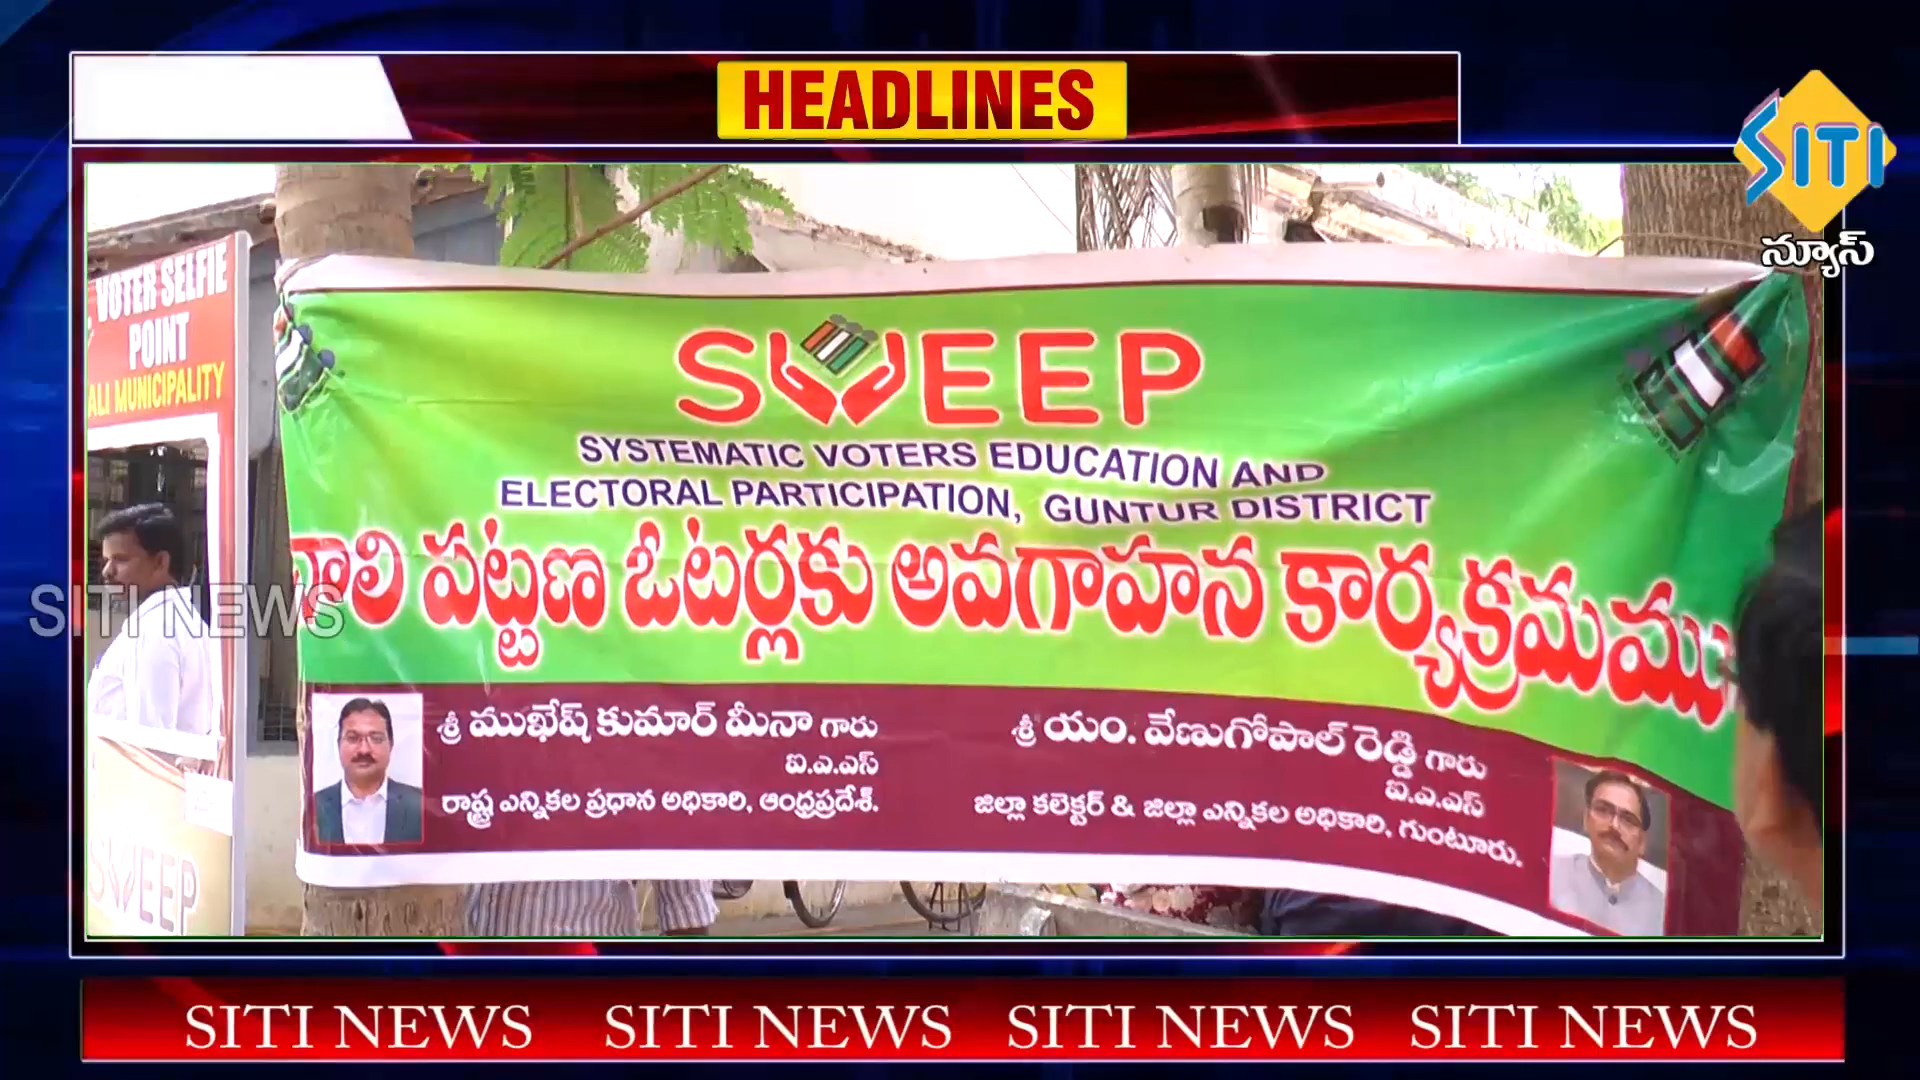 HEADLINES
SITI
న్యూస్
VOTER SELFIE
POINT
ALI MUNICIPALITY
SWEEP
SYSTEMATIC VOTERS EDUCATION AND
ELECTORAL PARTICIPATION, GUNTUR DISTRICT
నాలి పట్టణ ఓటర్లకు అవగాహన కార్యక్రమము
శ్రీ ముఖేష్ కుమార్ మీనా గారు
ఐ.ఎ.ఎస్
రాష్ట్ర ఎన్నికల ప్రధాన అధికారి, ఆంధ్రప్రదేశ్.
శ్రీ యం. వేణుగోపాల్ రెడ్డి గారు
ఐ.ఎ.ఎస్
జిల్లా కలెక్టర్ & జిల్లా ఎన్నికల అధికారి, గుంటూరు.
SWEEP
SITI NEWS
SITI NEWS SITI NEWS SITI NEWS SITI NEWS